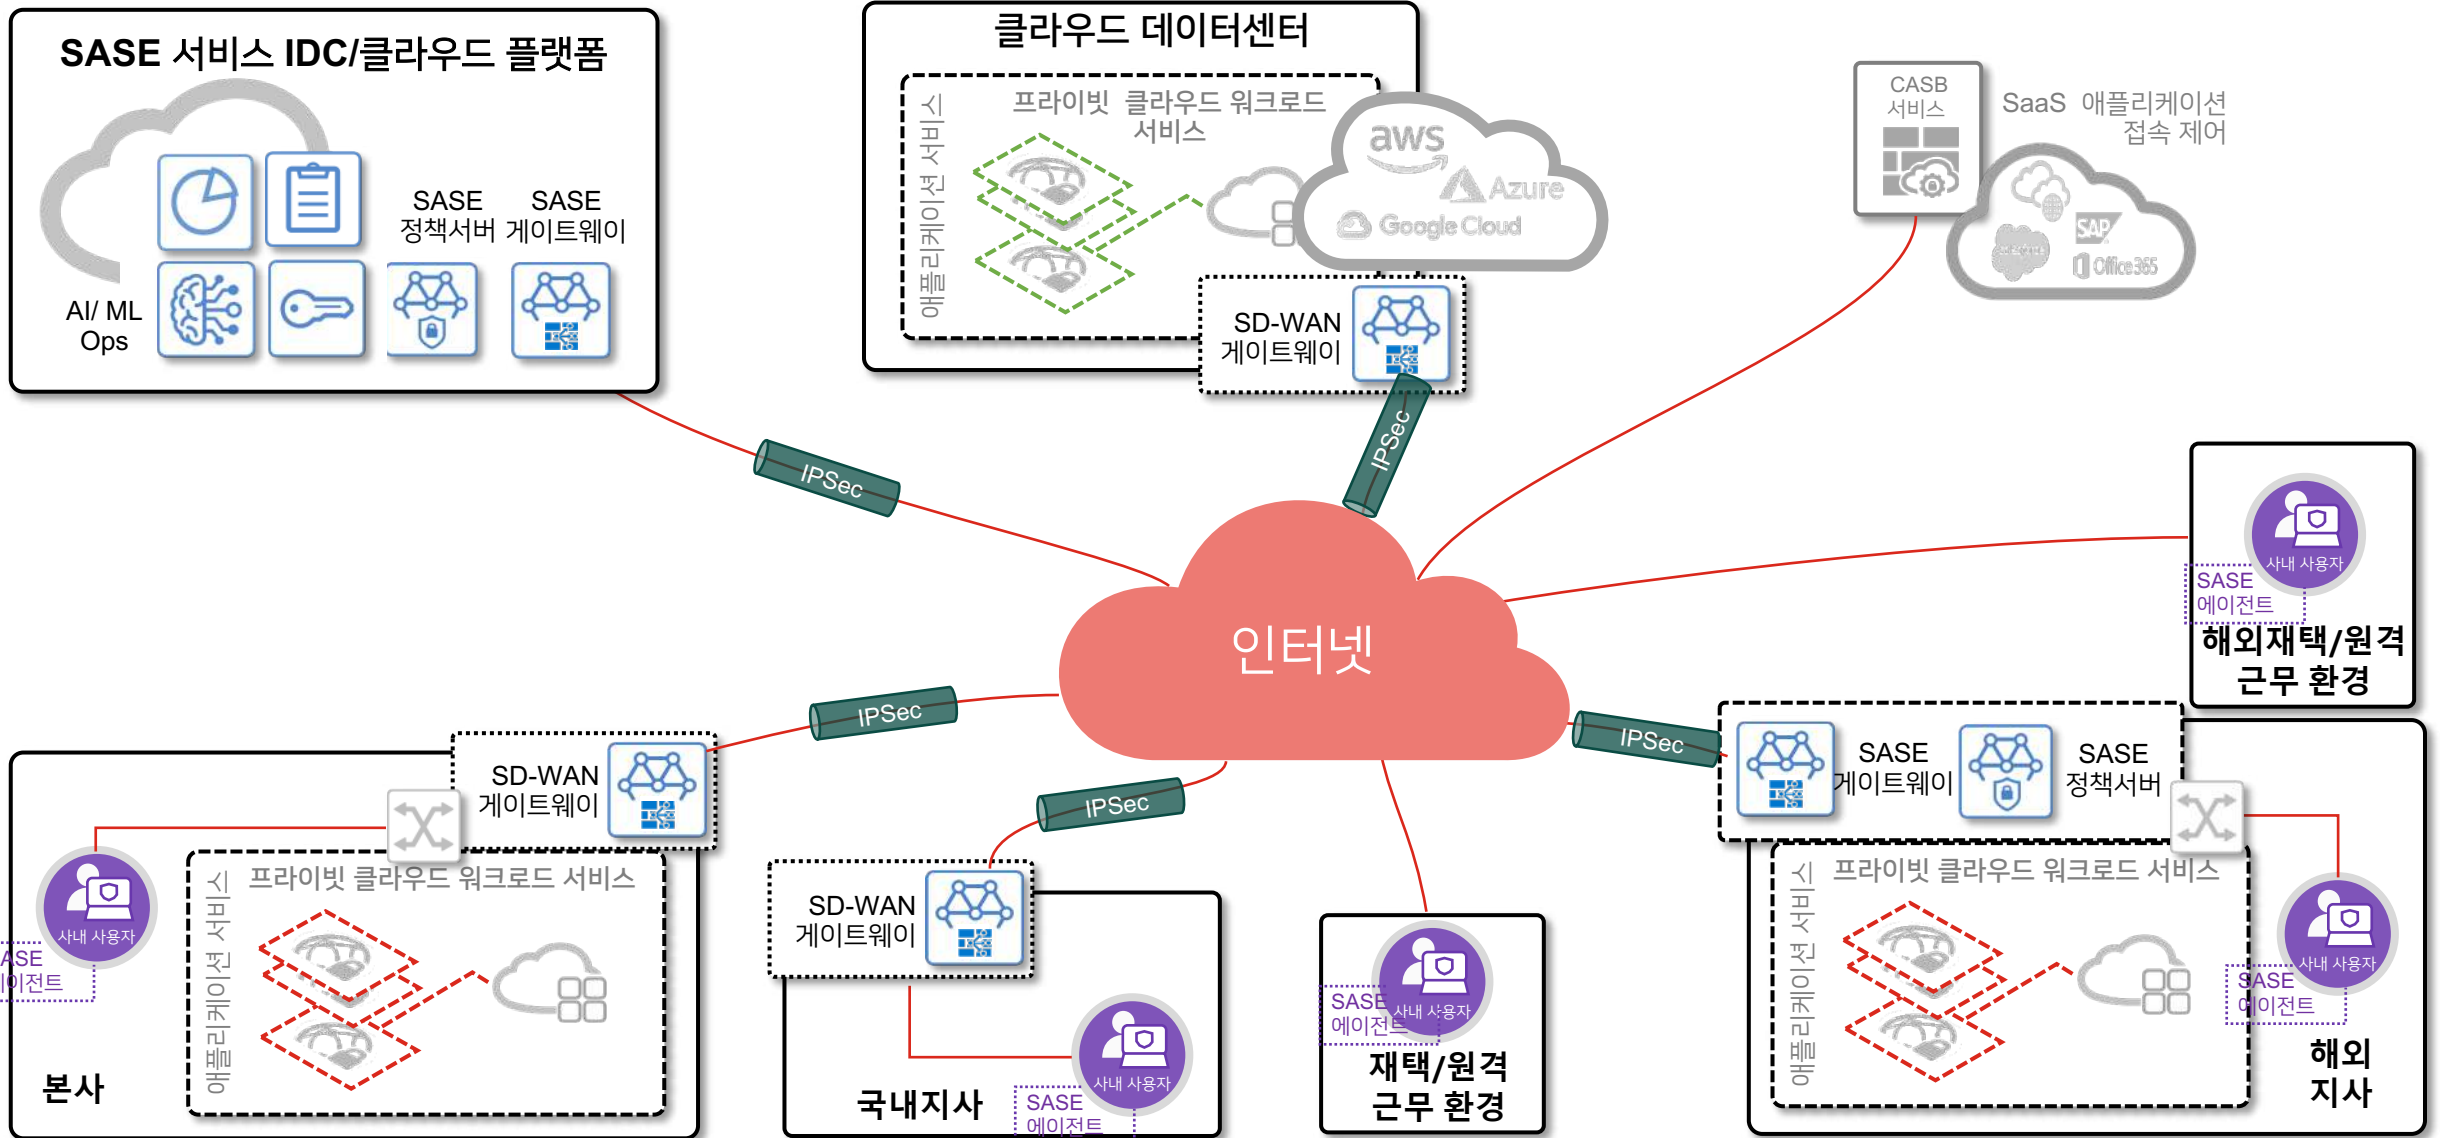 SASE 서비스 IDC/클라우드 플랫폼
SASE
정책서버
SASE
게이트웨이
AI/ ML
Ops
클라우드 데이터센터
프라이빗 클라우드 워크로드
서비스
애플리케이션 서비스
aws
Azure
Google Cloud
SD-WAN
게이트웨이
CASB
서비스
SaaS 애플리케이션
접속 제어
SAP
Office 365
IPSec
IPSec
인터넷
사내 사용자
SASE
에이전트
해외재택/원격
근무 환경
IPSec
IPSec
IPSec
SD-WAN
게이트웨이
프라이빗 클라우드 워크로드 서비스
애플리케이션 서비스
사내 사용자
ASE
이전트
본사
SD-WAN
게이트웨이
사내 사용자
SASE
에이전트
국내지사
사내 사용자
SASE
에이전트
재택/원격
근무 환경
SASE
게이트웨이
SASE
정책서버
프라이빗 클라우드 워크로드 서비스
애플리케이션 서비스
사내 사용자
SASE
에이전트
해외
지사